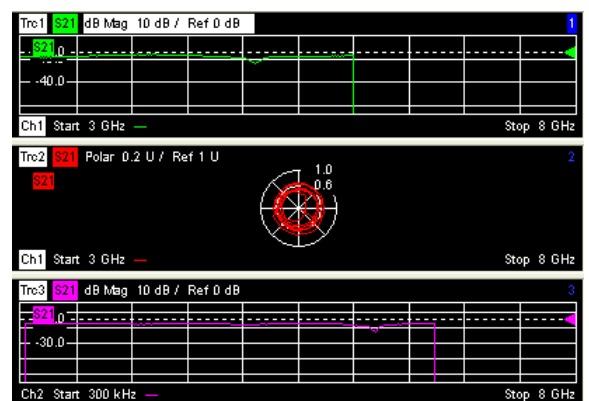 Trc1 S21 dB Mag 10 dB / Ref 0 dB 1
S21
-40.0
Ch1 Start 3 GHz — Stop 8 GHz
Trc2 S21 Polar 0.2 U / Ref 1 U 2
S21
1.0
0.6
Ch1 Start 3 GHz — Stop 8 GHz
Trc3 S21 dB Mag 10 dB / Ref 0 dB 3
S21
-30.0
Ch2 Start 300 kHz — Stop 8 GHz